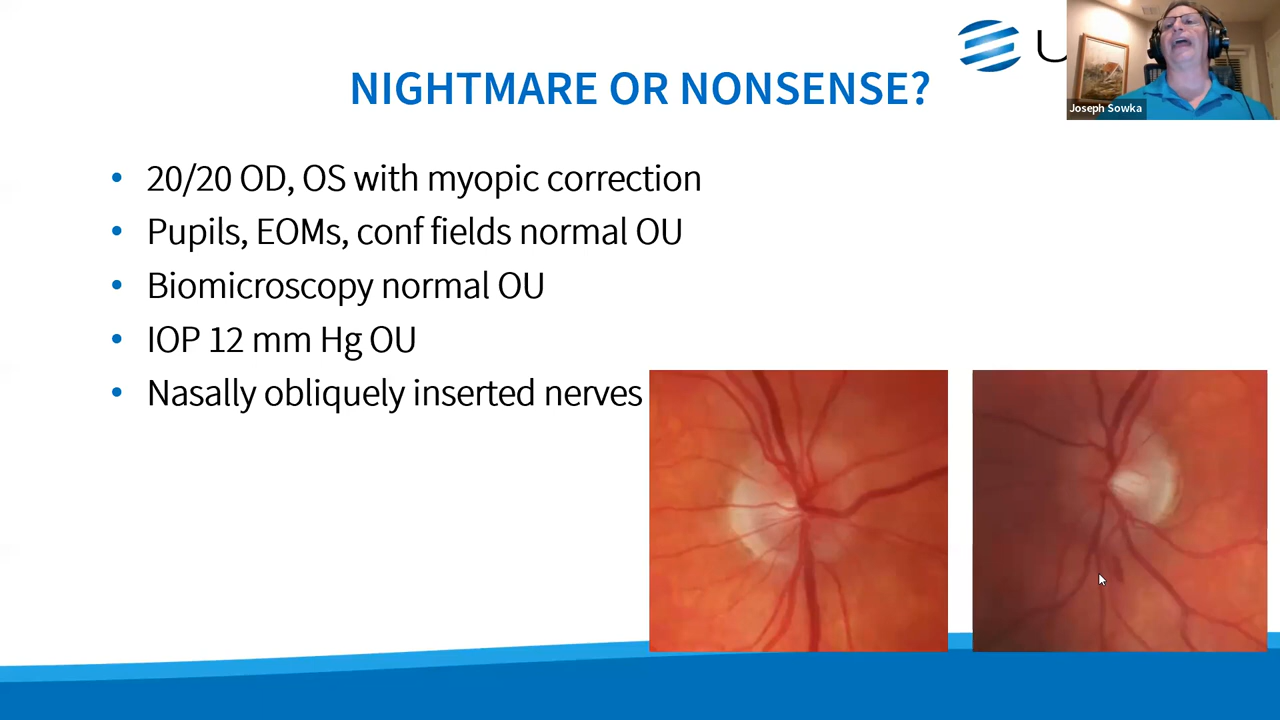 U
Joseph Sowka
NIGHTMARE OR NONSENSE?
• 20/20 OD, OS with myopic correction
• Pupils, EOMs, conf fields normal OU
• Biomicroscopy normal OU
• IOP 12 mm Hg OU
• Nasally obliquely inserted nerves